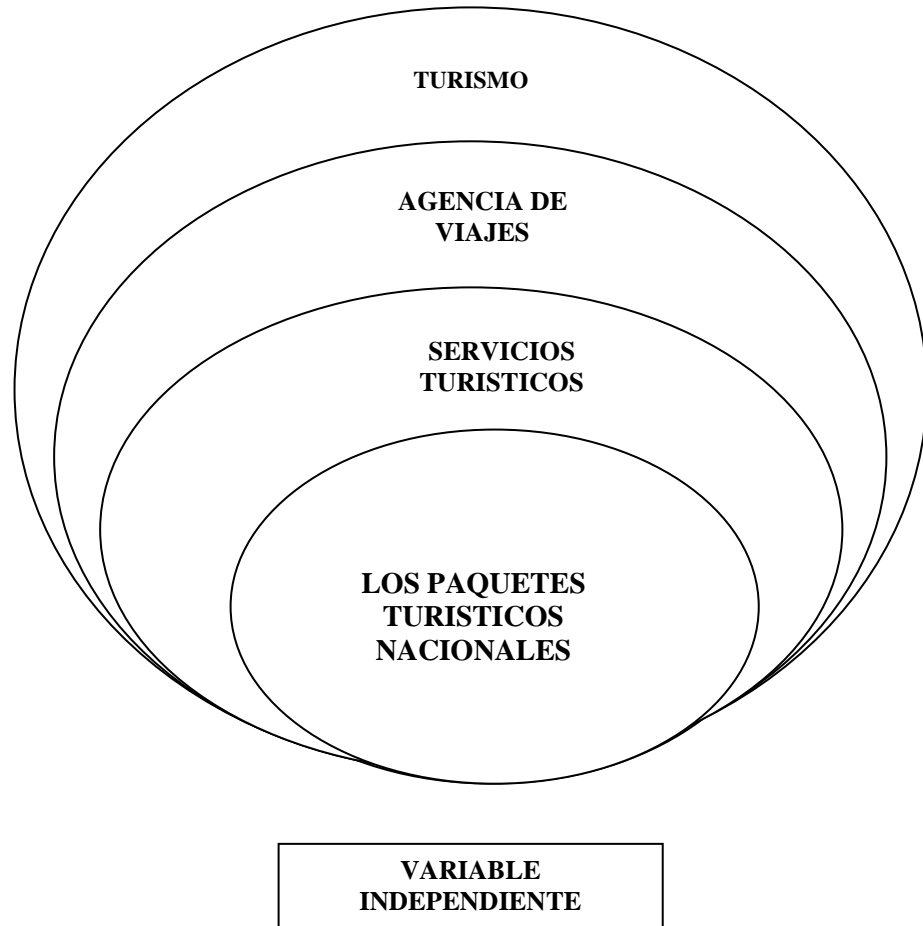 TURISMO
AGENCIA DE
VIAJES
SERVICIOS
TURISTICOS
LOS PAQUETES
TURISTICOS
NACIONALES
VARIABLE
INDEPENDIENTE